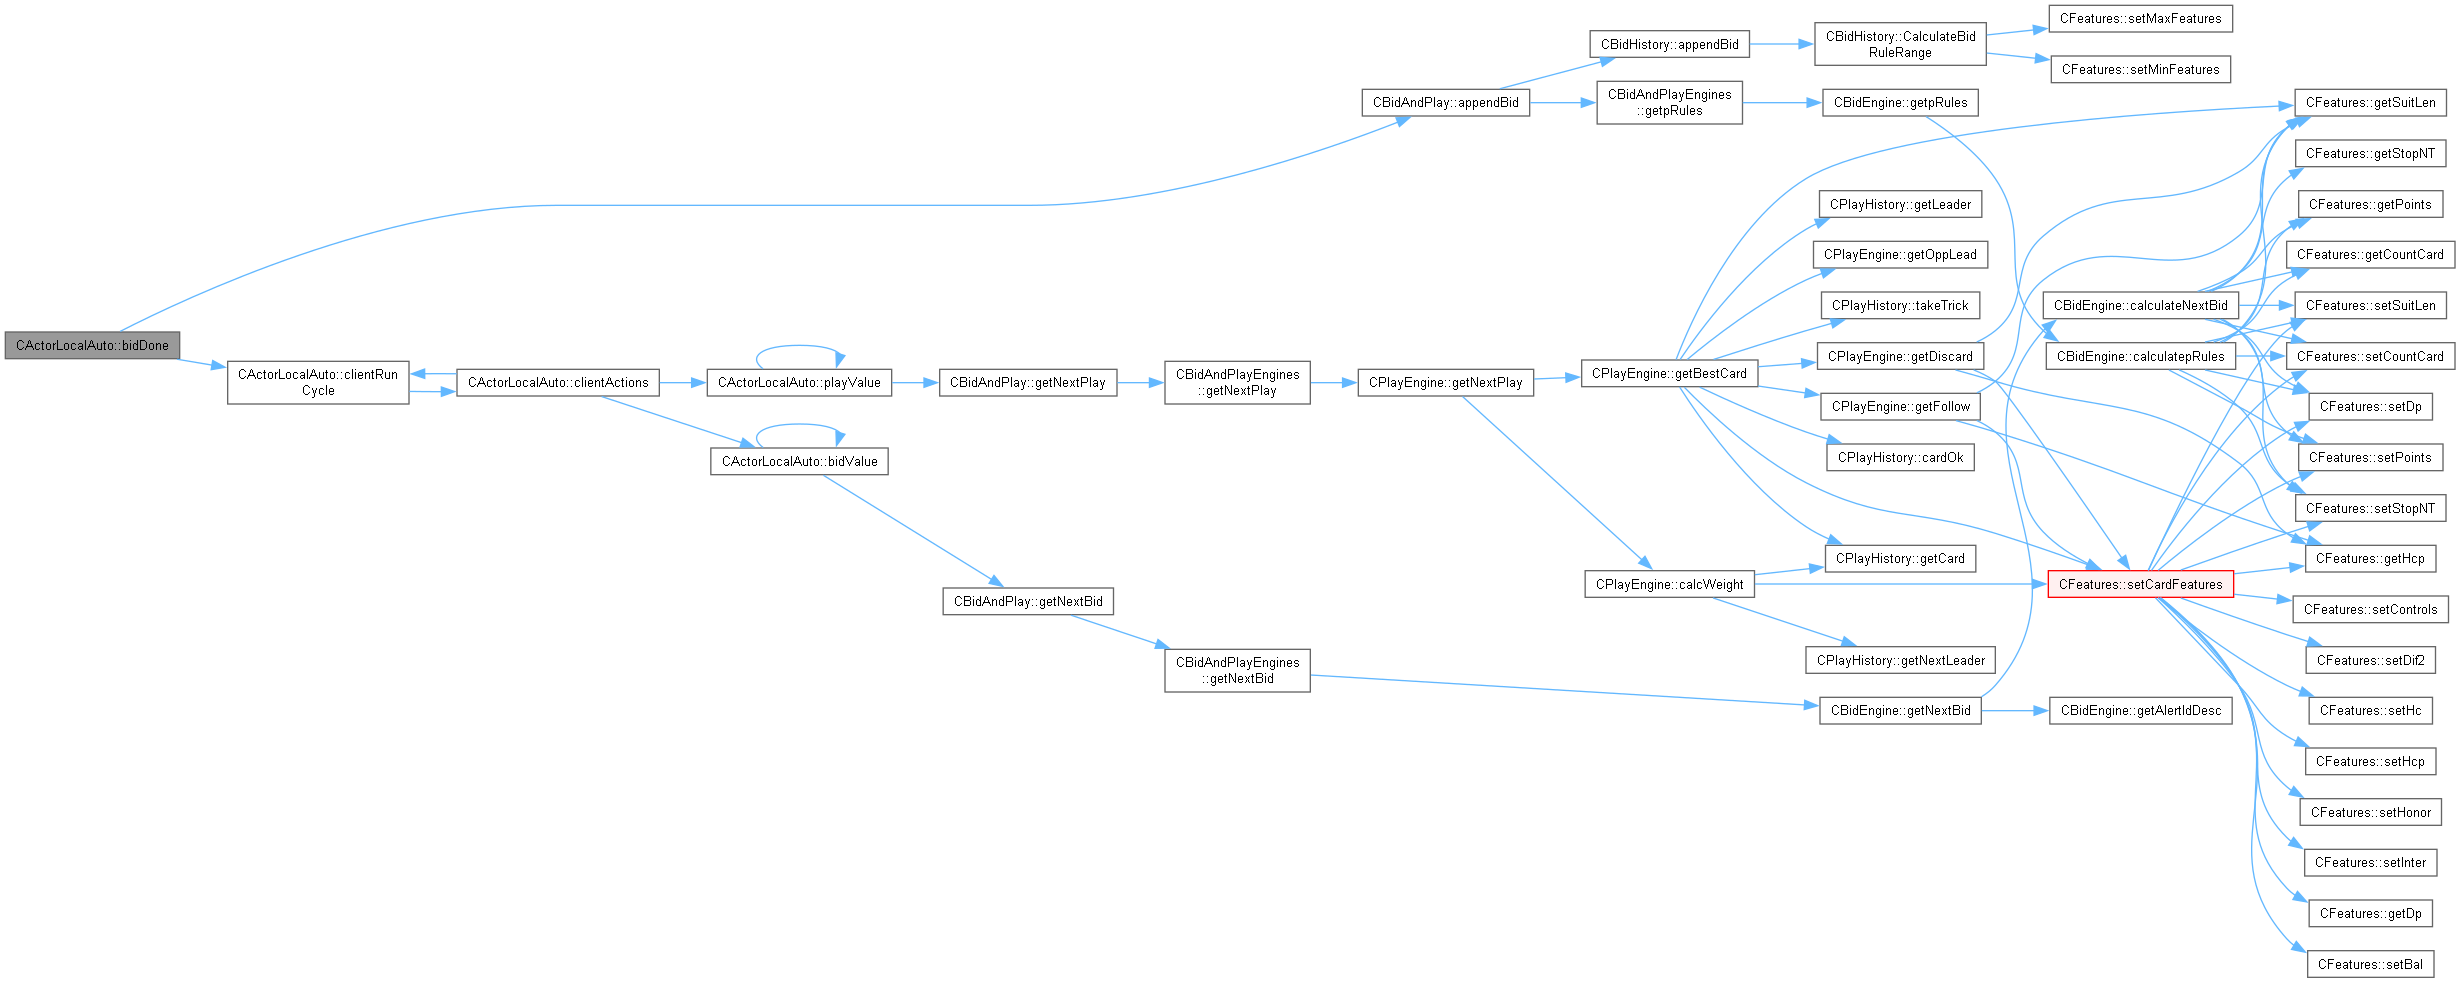 CActorLocalAuto::bidDone
CActorLocalAuto::clientRun
Cycle
CActorLocalAuto::clientActions
CActorLocalAuto::playValue
CActorLocalAuto::bidValue
CBidAndPlay::getNextPlay
CBidAndPlay::getNextBid
CBidAndPlayEngines
::getNextPlay
CBidAndPlayEngines
::getNextBid
CBidAndPlay::appendBid
CPlayEngine::getNextPlay
CBidHistory::appendBid
CBidAndPlayEngines
::getpRules
CPlayEngine::getBestCard
CPlayEngine::calcWeight
CBidHistory::CalculateBid
RuleRange
CBidEngine::getpRules
CPlayHistory::getLeader
CPlayEngine::getOppLead
CPlayHistory::takeTrick
CPlayEngine::getDiscard
CPlayEngine::getFollow
CPlayHistory::cardOk
CPlayHistory::getCard
CPlayHistory::getNextLeader
CBidEngine::getNextBid
CFeatures::setMaxFeatures
CFeatures::setMinFeatures
CBidEngine::calculateNextBid
CBidEngine::calculatepRules
CFeatures::setCardFeatures
CBidEngine::getAlertIdDesc
CFeatures::getSuitLen
CFeatures::getStopNT
CFeatures::getPoints
CFeatures::getCountCard
CFeatures::setSuitLen
CFeatures::setCountCard
CFeatures::setDp
CFeatures::setPoints
CFeatures::setStopNT
CFeatures::getHcp
CFeatures::setControls
CFeatures::setDif2
CFeatures::setHc
CFeatures::setHcp
CFeatures::setHonor
CFeatures::setInter
CFeatures::getDp
CFeatures::setBal